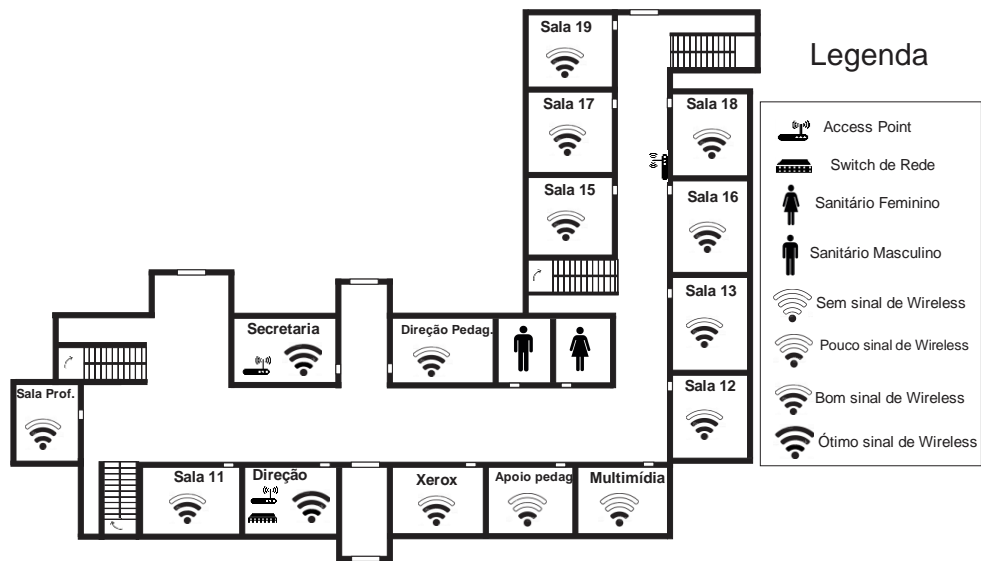 Sala 19
Legenda
Sala 17
Sala 18
Access Point
Switch de Rede
Sala 15
Sala 16
Sanitário Feminino
Sanitário Masculino
Sala 13
Sem sinal de Wireless
Secretaria
Direção Pedag.
Pouco sinal de Wireless
Sala Prof.
Sala 12
Bom sinal de Wireless
Ótimo sinal de Wireless
Sala 11
Direção
Xerox
Apoio pedag
Multimídia